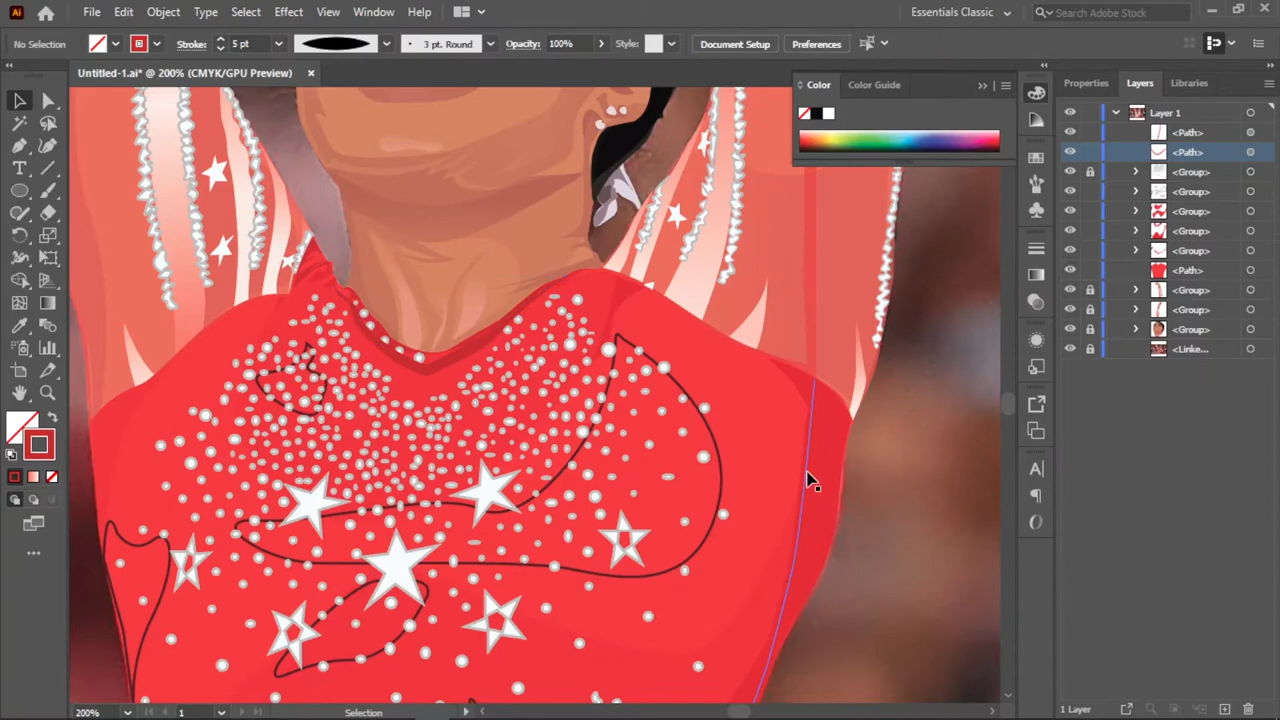 Ai File Edit Object Type Select Effect View Window Help Essentials Classic Search Adobe Stock
No Selection Stroke: 5 pt 3 pt. Round Opacity: 100% Style: Document Setup Preferences
Untitled-1.ai* @ 200% (CMYK/GPU Preview)
Color Color Guide
Properties Layers Libraries
Layer 1
<Path>
<Path>
<Group>
<Group>
<Group>
<Group>
<Group>
<Path>
<Group>
<Group>
<Group>
<Linke...
200% 1 Selection
1 Layer